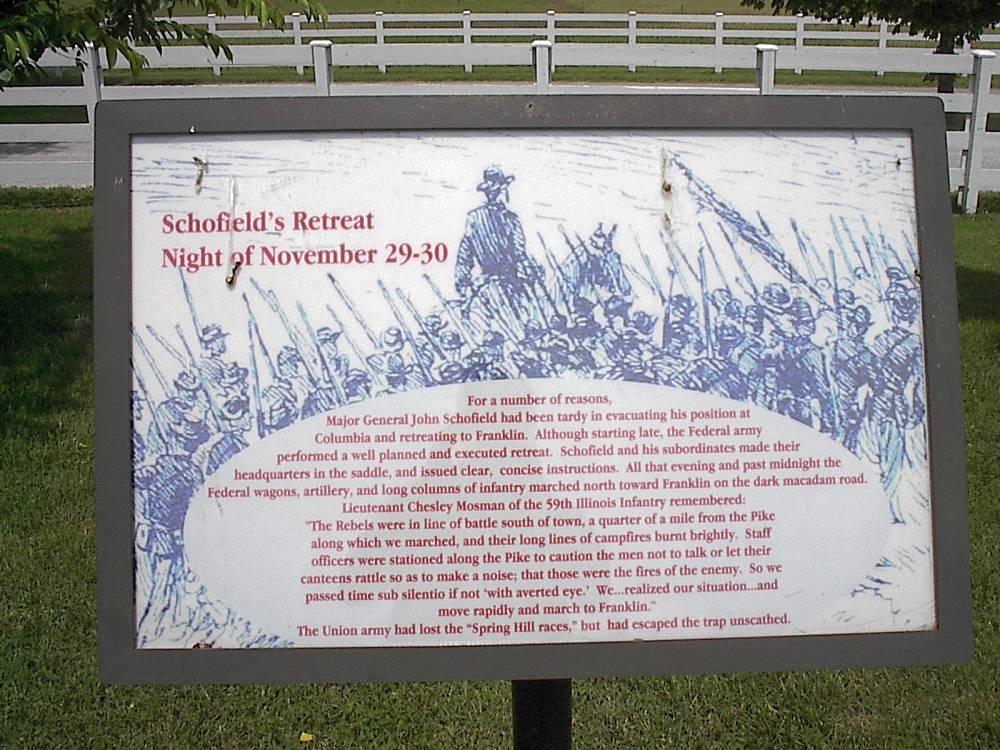 Schofield's Retreat
Night of November 29-30
For a number of reasons,
Major General John Schofield had been tardy in evacuating his position at
Columbia and retreating to Franklin. Although starting late, the Federal army
performed a well planned and executed retreat. Schofield and his subordinates made their
headquarters in the saddle, and issued clear, concise instructions. All that evening and past midnight the
Federal wagons, artillery, and long columns of infantry marched north toward Franklin on the dark macadam road.
Lieutenant Chesley Mosman of the 59th Illinois Infantry remembered:
"The Rebels were in line of battle south of town, a quarter of a mile from the Pike
along which we marched, and their long lines of campfires burnt brightly. Staff
officers were stationed along the Pike to caution the men not to talk or let their
canteens rattle so as to make a noise; that those were the fires of the enemy. So we
passed time sub silentio if not 'with averted eye.' We...realized our situation...and
move rapidly and march to Franklin."
The Union army had lost the "Spring Hill races," but had escaped the trap unscathed.